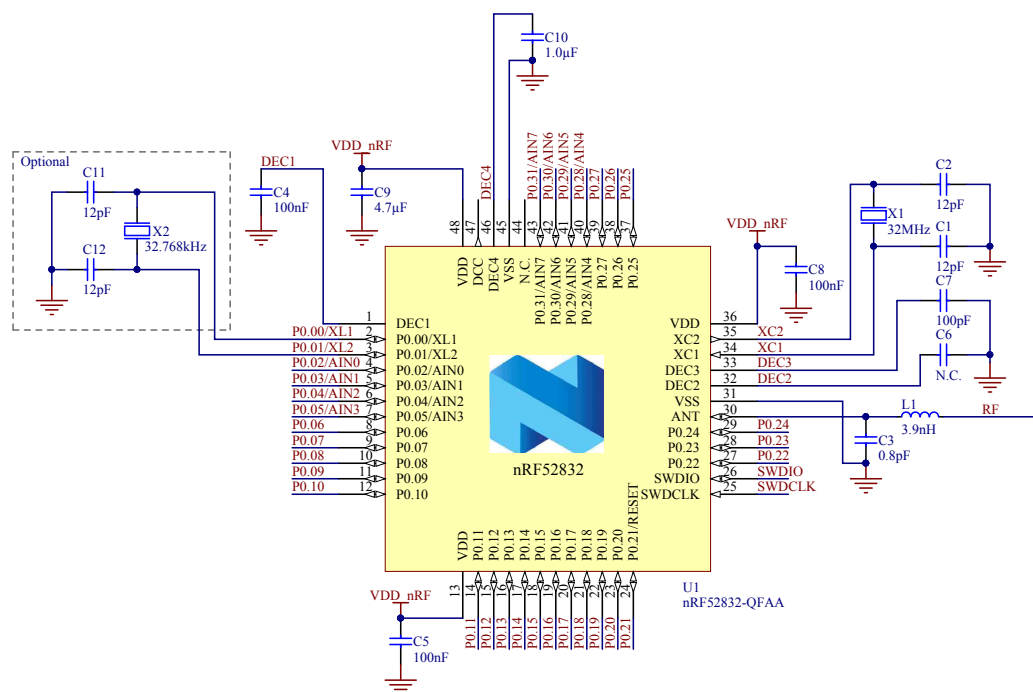 C10
1.0µF
Optional
C11
12pF
X2
32.768kHz
C12
12pF
DEC1
C4
100nF
VDD_nRF
C9
4.7µF
DEC4
P0.31/AIN7
P0.30/AIN6
P0.29/AIN5
P0.28/AIN4
P0.27
P0.26
P0.25
48
47
46
45
44
43
42
41
40
39
38
37
VDD
DCC
DEC4
VSS
N.C.
P0.31/AIN7
P0.30/AIN6
P0.29/AIN5
P0.28/AIN4
P0.27
P0.26
P0.25
C2
12pF
X1
32MHz
C1
12pF
VDD_nRF
C8
100nF
C7
100pF
C6
N.C.
1 DEC1
P0.00/XL1 2 P0.00/XL1
P0.01/XL2 3 P0.01/XL2
P0.02/AIN0 4 P0.02/AIN0
P0.03/AIN1 5 P0.03/AIN1
P0.04/AIN2 6 P0.04/AIN2
P0.05/AIN3 7 P0.05/AIN3
P0.06 8 P0.06
P0.07 9 P0.07
P0.08 10 P0.08
P0.09 11 P0.09
P0.10 12 P0.10
VDD 36
XC2 35 XC2
XC1 34 XC1
DEC3 33 DEC3
DEC2 32 DEC2
VSS 31
ANT 30
P0.24 29 P0.24
P0.23 28 P0.23
P0.22 27 P0.22
SWDIO 26 SWDIO
SWDCLK 25 SWDCLK
L1
3.9nH
RF
C3
0.8pF
nRF52832
VDD
P0.11
P0.12
P0.13
P0.14
P0.15
P0.16
P0.17
P0.18
P0.19
P0.20
P0.21/RESET
13
14
15
16
17
18
19
20
21
22
23
24
P0.11
P0.12
P0.13
P0.14
P0.15
P0.16
P0.17
P0.18
P0.19
P0.20
P0.21
U1
nRF52832-QFAA
VDD_nRF
C5
100nF